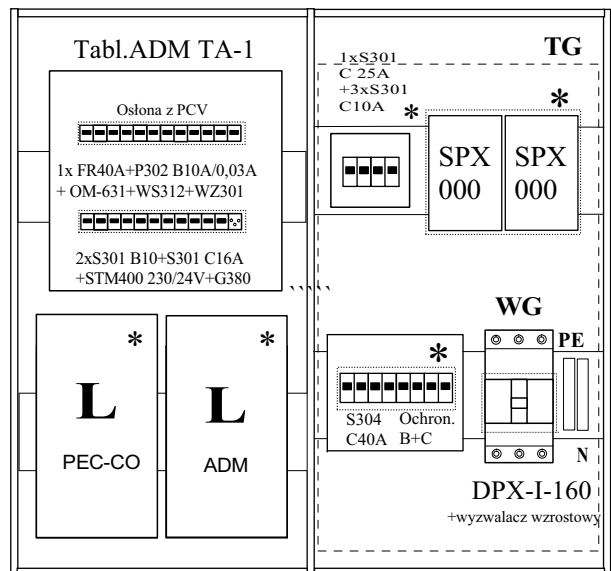 Tabl.ADM TA-1
Osłona z PCV
1x FR40A+P302 B10A/0,03A
+ OM-631+WS312+WZ301
2xS301 B10+S301 C16A
+STM400 230/24V+G380
*
L
PEC-CO
*
L
ADM
TG
1xS301
C 25A
+3xS301
C10A
*
*
SPX
000
SPX
000
WG
PE
*
S304 Ochron.
C40A B+C
N
DPX-I-160
+wyzwalacz wzrostowy